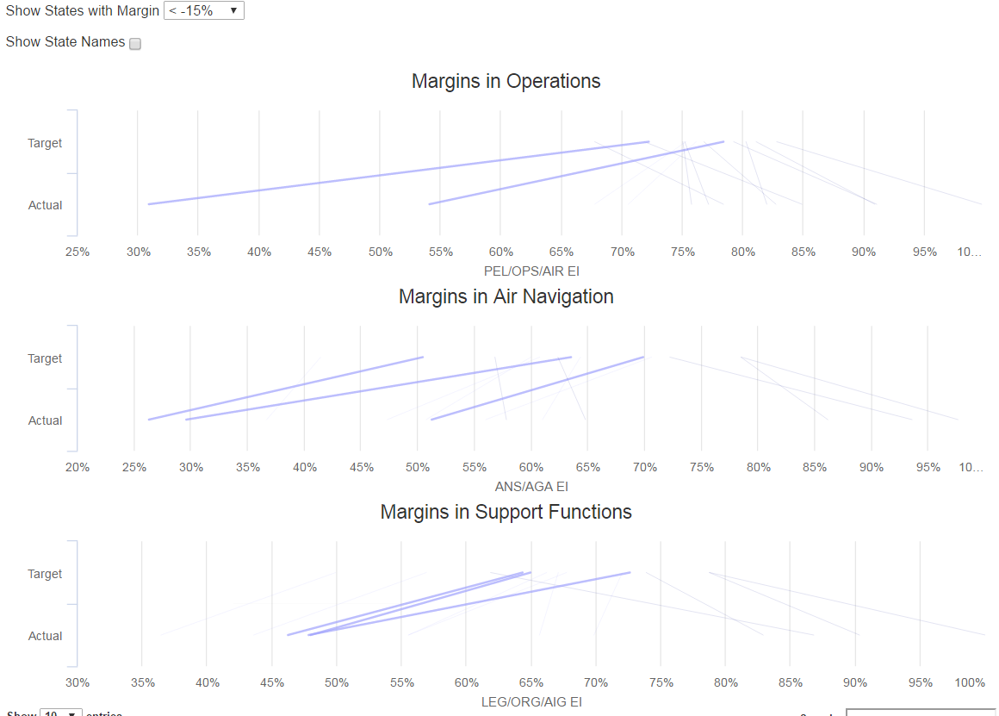 Show States with Margin < -15%
Show State Names
Margins in Operations
Target
Actual
25% 30% 35% 40% 45% 50% 55% 60% 65% 70% 75% 80% 85% 90% 95% 10...
PEL/OPS/AIR EI
Margins in Air Navigation
Target
Actual
20% 25% 30% 35% 40% 45% 50% 55% 60% 65% 70% 75% 80% 85% 90% 95% 10...
ANS/AGA EI
Margins in Support Functions
Target
Actual
30% 35% 40% 45% 50% 55% 60% 65% 70% 75% 80% 85% 90% 95% 100%
LEG/ORG/AIG EI
Show 10 entries